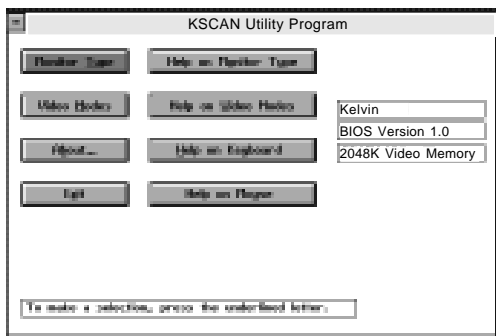 KSCAN Utility Program
Monitor Type
Help on Monitor Type
Video Modes
Help on Video Modes
About...
Help on Keyboard
Exit
Help on Mouse
Kelvin
BIOS Version 1.0
2048K Video Memory
To make a selection, press the underlined letter.